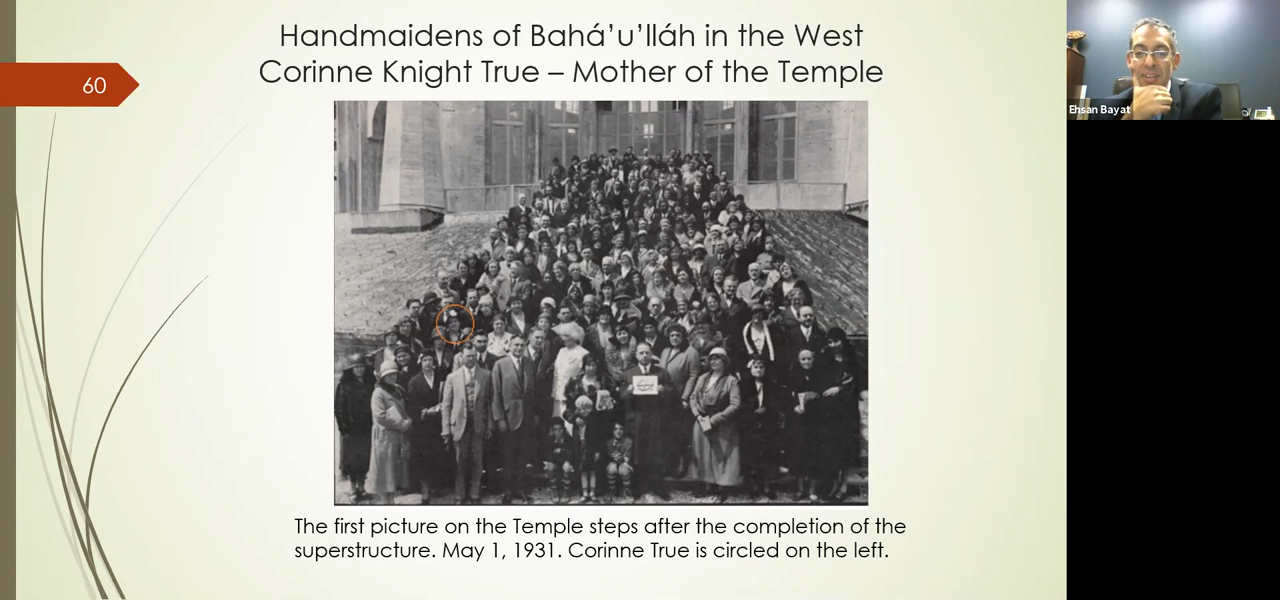 Handmaidens of Bahá’u’lláh in the West
Corinne Knight True – Mother of the Temple
60
Ehsan Bayat
The first picture on the Temple steps after the completion of the
superstructure. May 1, 1931. Corinne True is circled on the left.